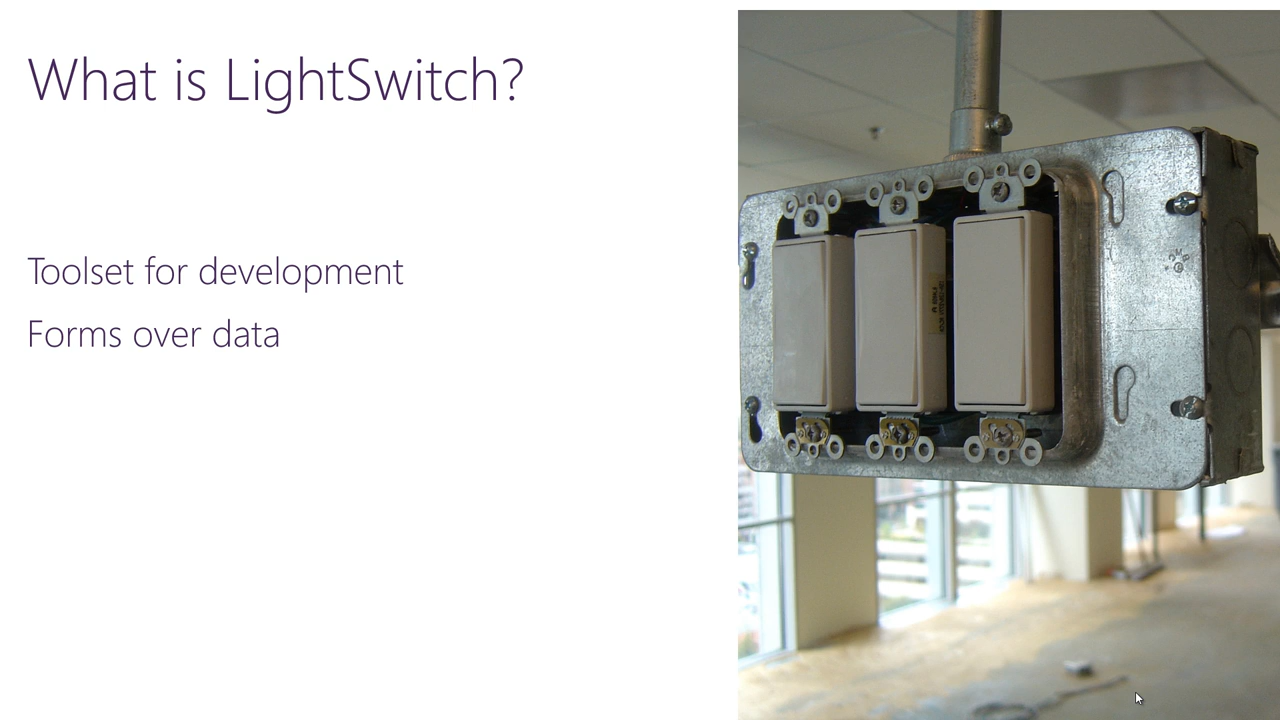 What is LightSwitch?
Toolset for development
Forms over data